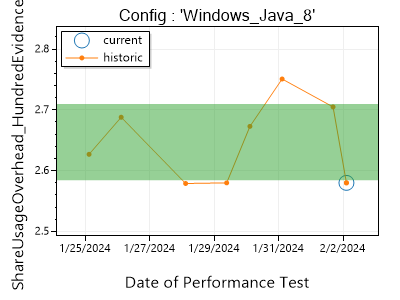 Config : 'Windows_Java_8'
ShareUsageOverhead_HundredEvidence
current
historic
2.8
2.7
2.6
2.5
1/25/2024 1/27/2024 1/29/2024 1/31/2024 2/2/2024
Date of Performance Test